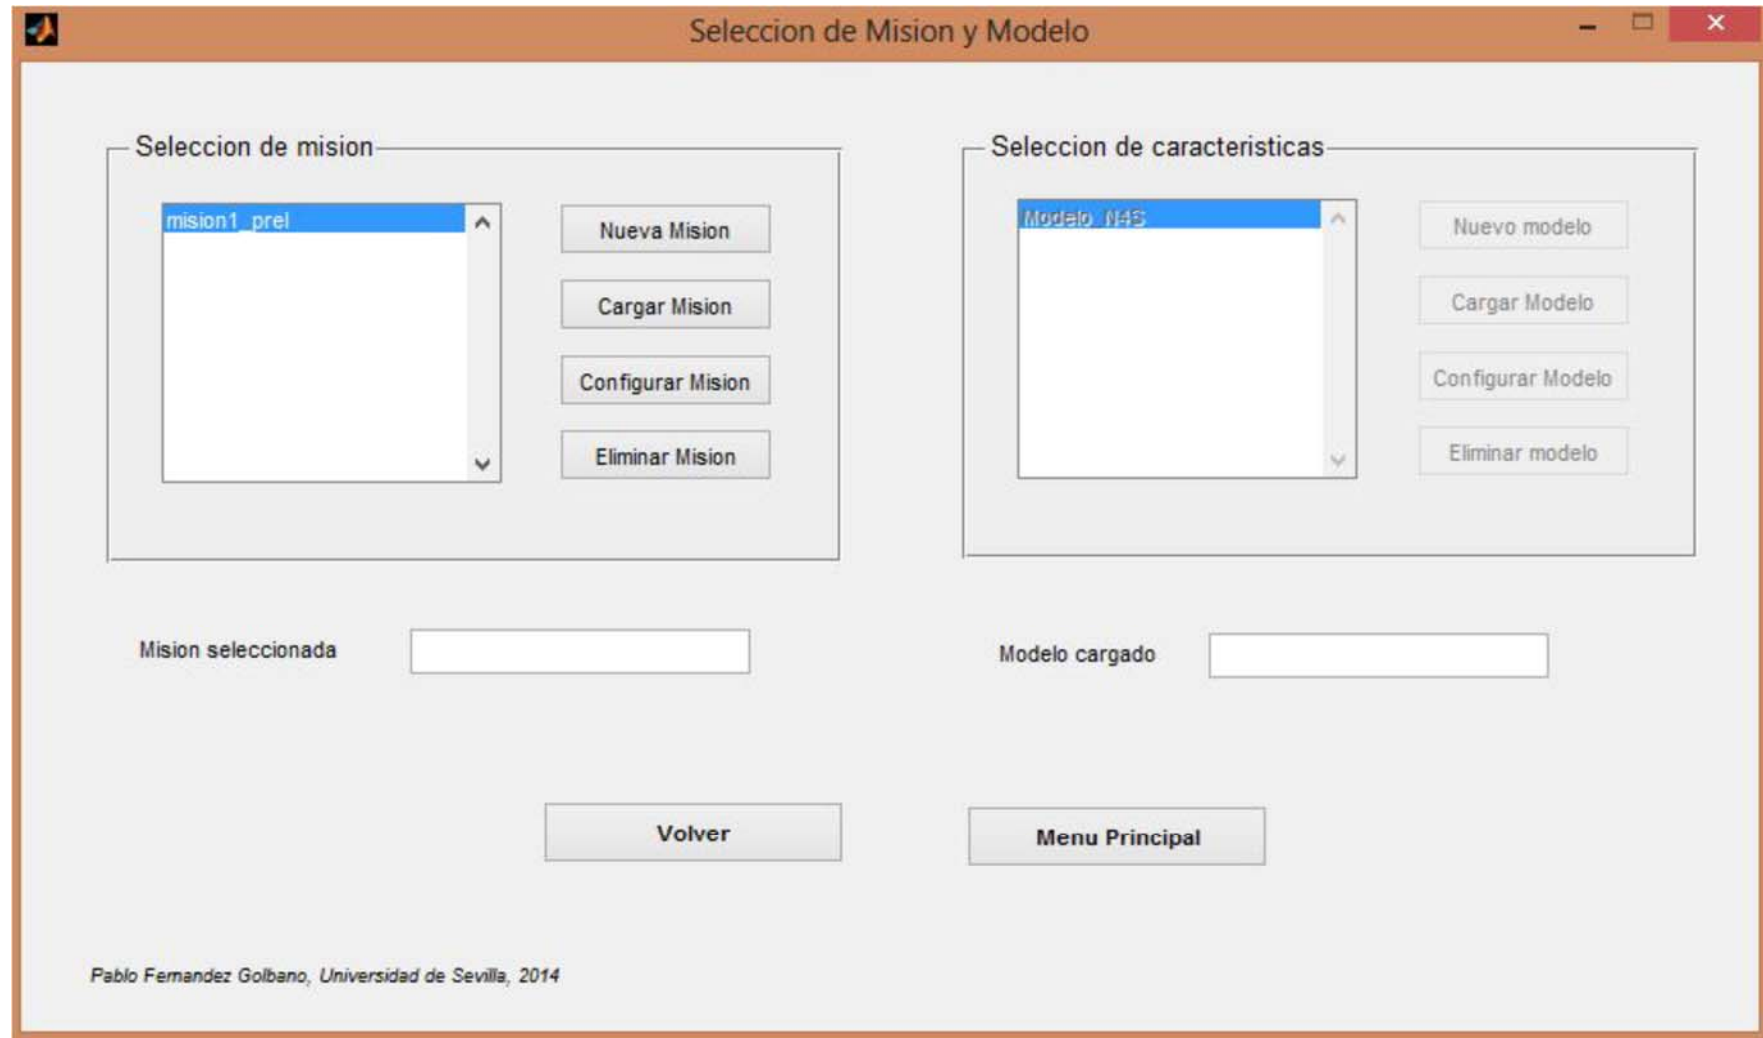 Seleccion de Mision y Modelo
Seleccion de mision
mision1_prel
Nueva Mision
Cargar Mision
Configurar Mision
Eliminar Mision
Seleccion de caracteristicas
Modelo_N4S
Nuevo modelo
Cargar Modelo
Configurar Modelo
Eliminar modelo
Mision seleccionada
Modelo cargado
Volver
Menu Principal
Pablo Fernandez Golbano, Universidad de Sevilla, 2014